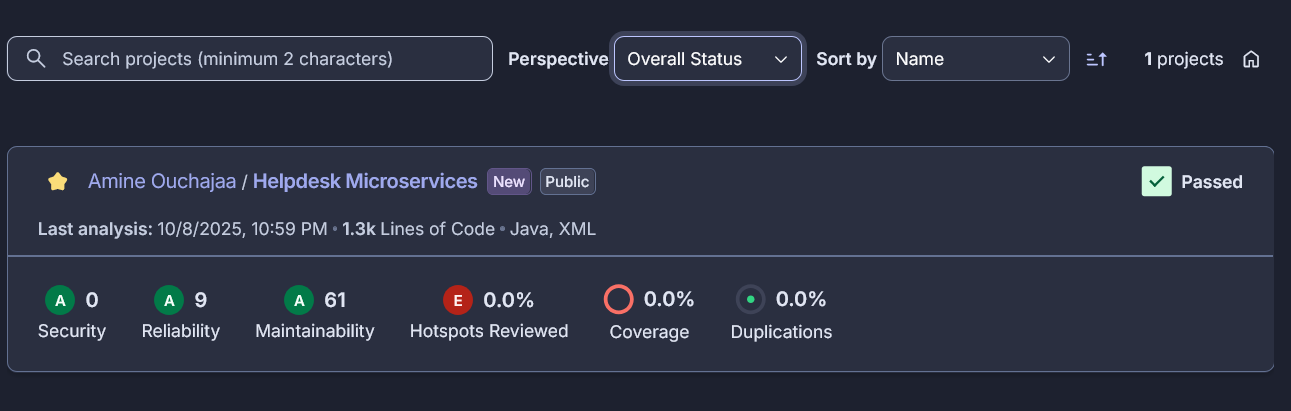 Search projects (minimum 2 characters) Perspective Overall Status Sort by Name 1 projects
Amine Ouchajaa / Helpdesk Microservices New Public Passed
Last analysis: 10/8/2025, 10:59 PM • 1.3k Lines of Code • Java, XML
A 0 A 9 A 61 E 0.0% 0.0% 0.0%
Security Reliability Maintainability Hotspots Reviewed Coverage Duplications